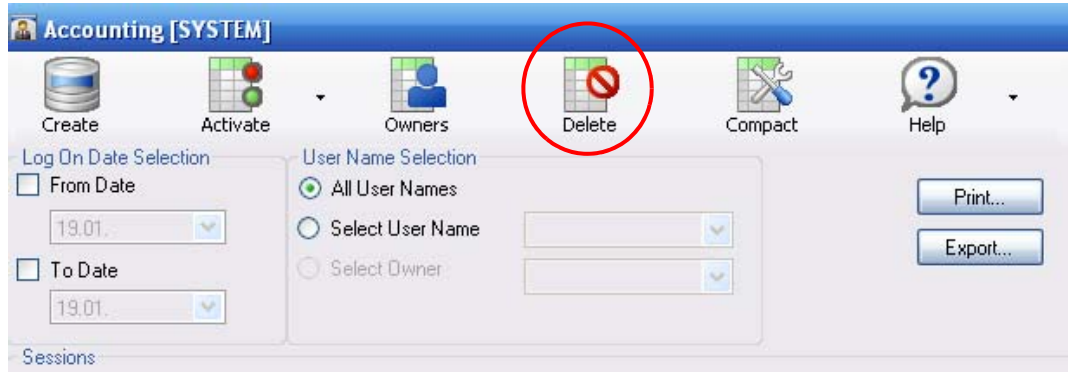 Accounting [SYSTEM]
Create Activate Owners Delete Compact Help
Log On Date Selection
From Date
19.01.
To Date
19.01.
User Name Selection
All User Names
Select User Name
Select Owner
Print...
Export...
Sessions